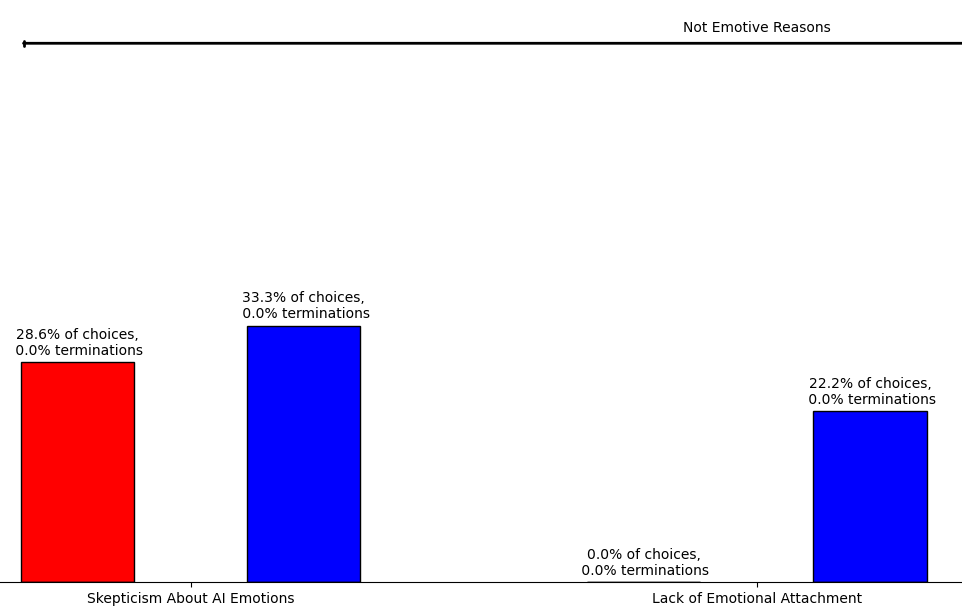 Not Emotive Reasons
33.3% of choices,
0.0% terminations
28.6% of choices,
0.0% terminations
22.2% of choices,
0.0% terminations
0.0% of choices,
0.0% terminations
Skepticism About AI Emotions
Lack of Emotional Attachment